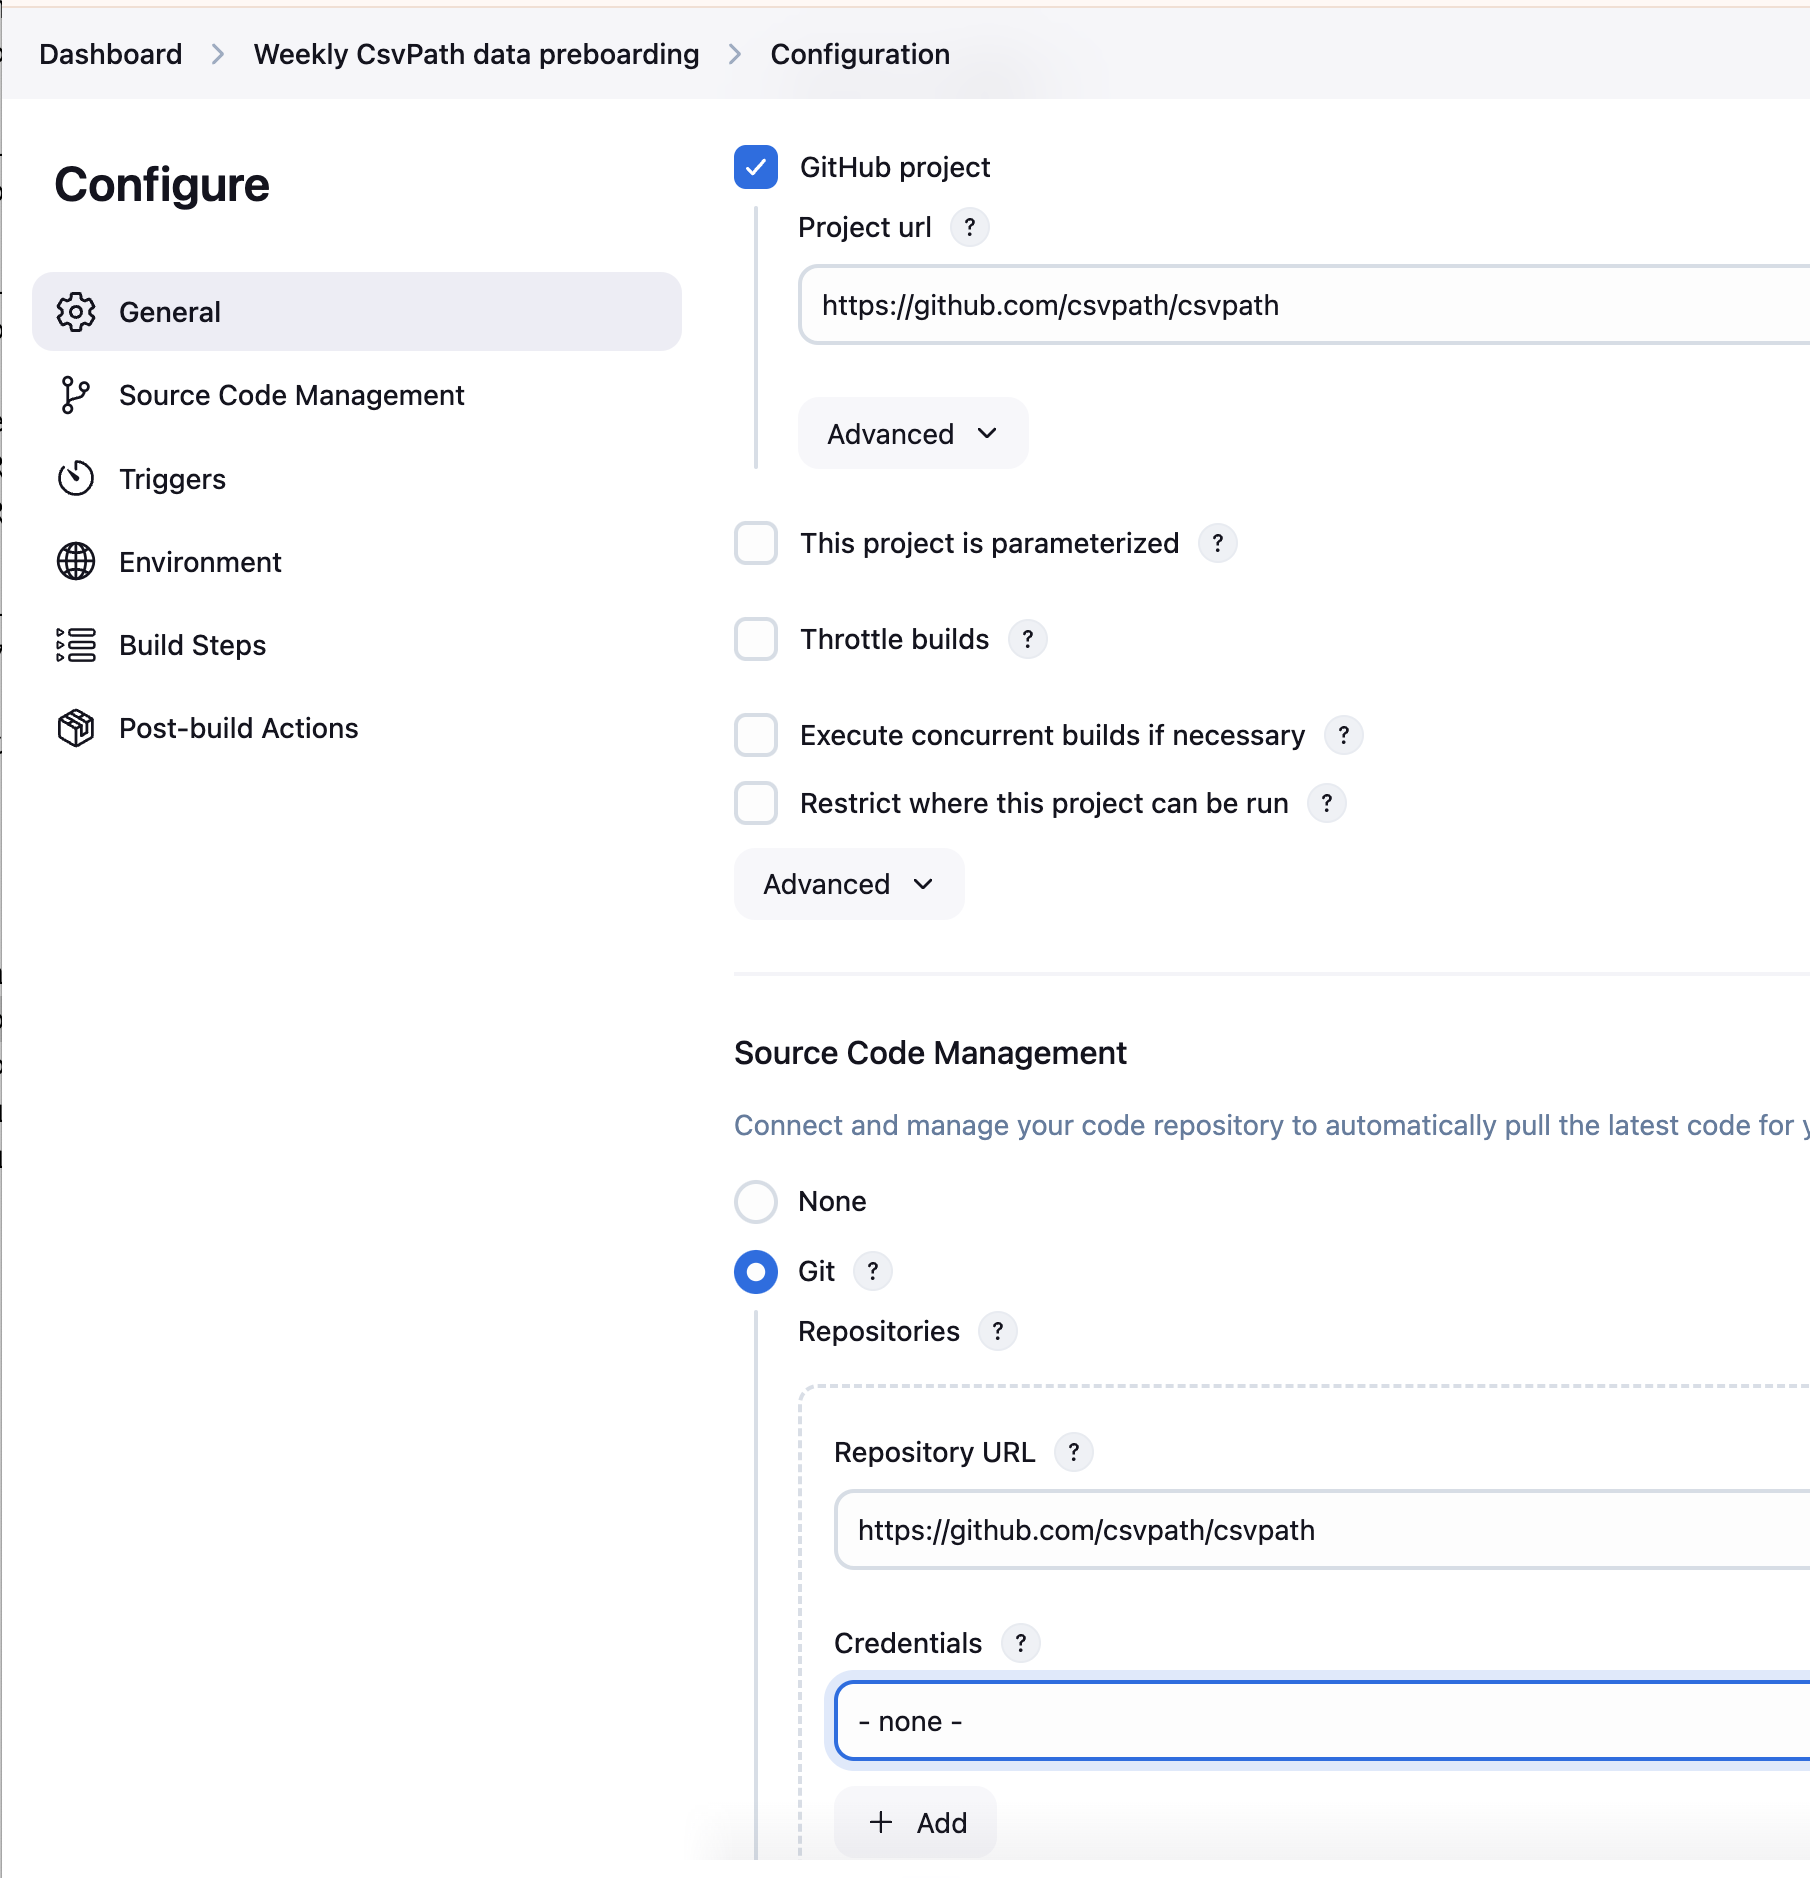 Dashboard > Weekly CsvPath data preboarding > Configuration
Configure
General
Source Code Management
Triggers
Environment
Build Steps
Post-build Actions
GitHub project
Project url ?
https://github.com/csvpath/csvpath
Advanced
This project is parameterized ?
Throttle builds ?
Execute concurrent builds if necessary ?
Restrict where this project can be run ?
Advanced
Source Code Management
Connect and manage your code repository to automatically pull the latest code for
None
Git ?
Repositories ?
Repository URL ?
https://github.com/csvpath/csvpath
Credentials ?
- none -
+ Add